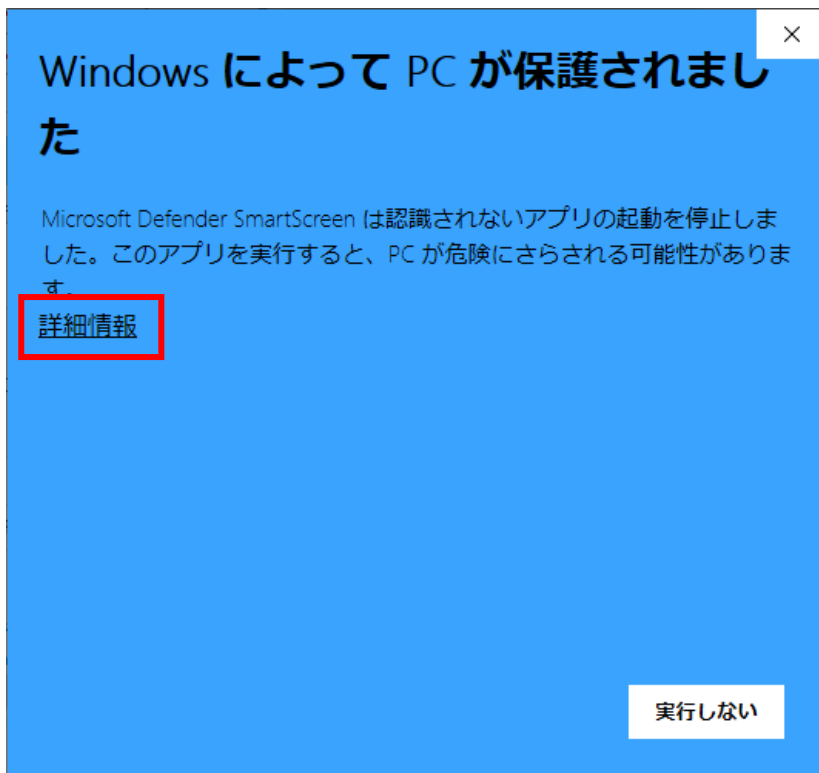 Windows によって PC が保護されまし
た
Microsoft Defender SmartScreen は認識されないアプリの起動を停止しま
した。このアプリを実行すると、PC が危険にさらされる可能性がありま
す。
詳細情報
実行しない